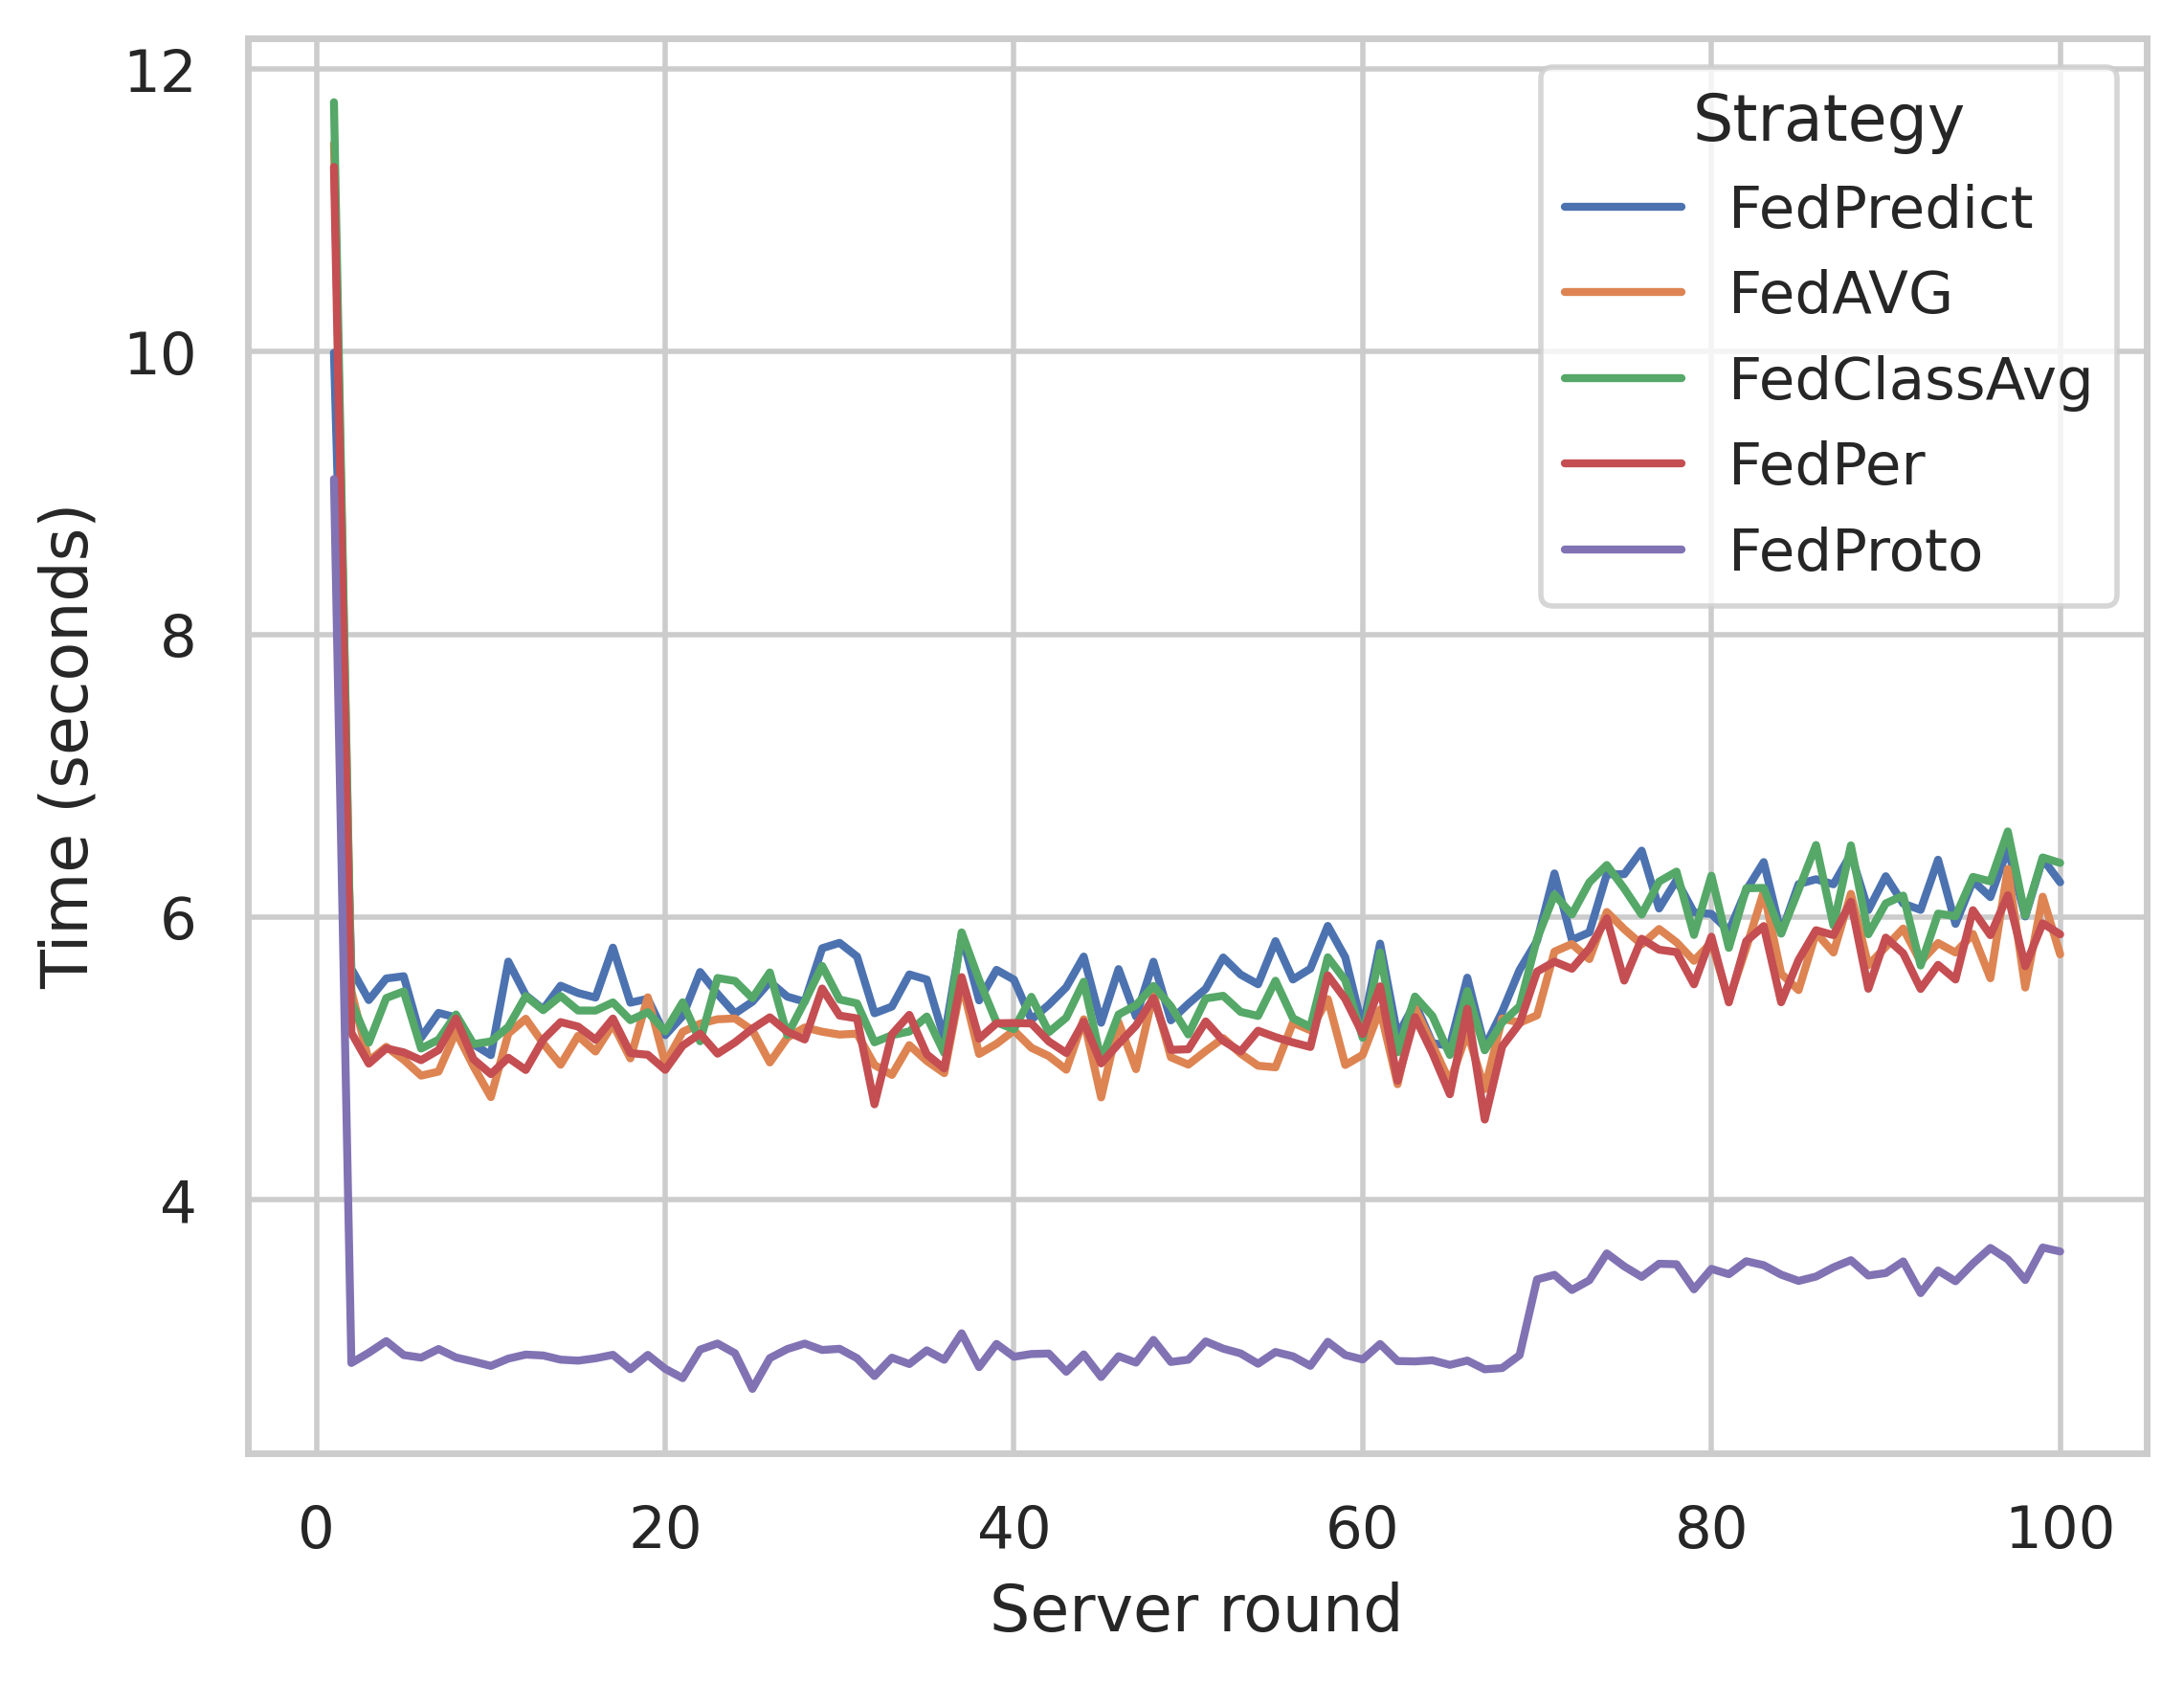 12
10
8
6
4
Time (seconds)
0 20 40 60 80 100
Server round
Strategy
FedPredict
FedAVG
FedClassAvg
FedPer
FedProto